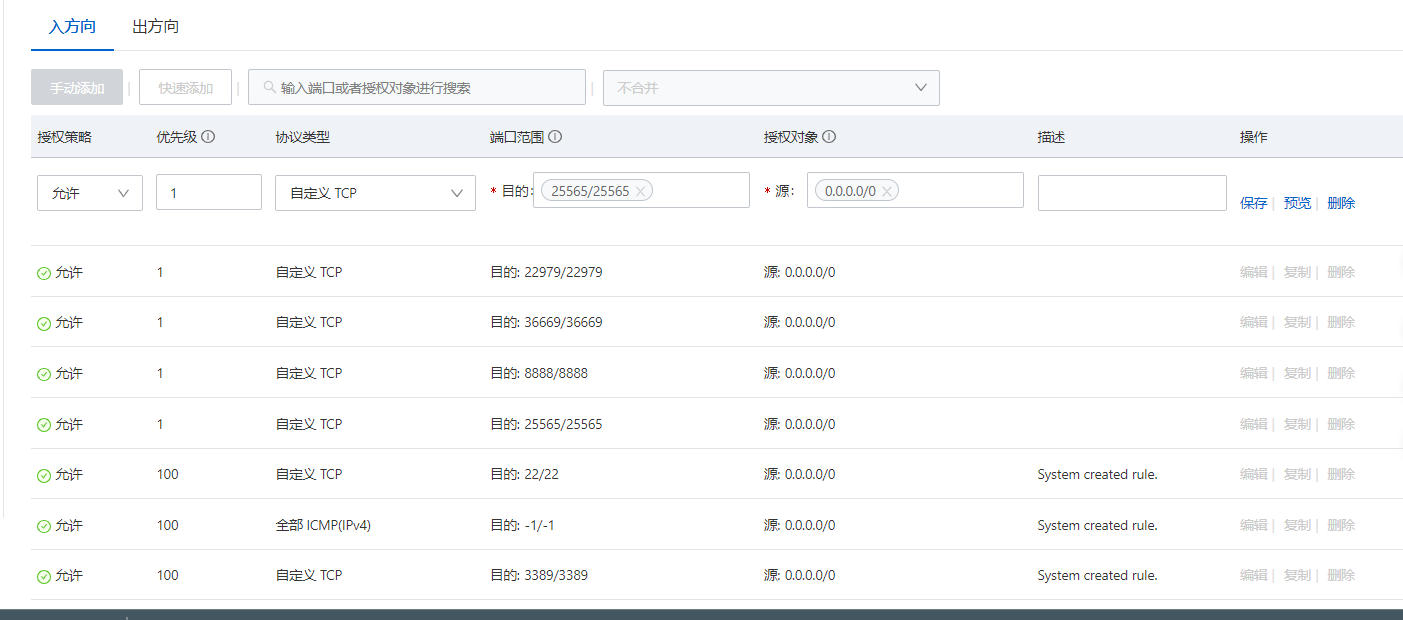 入方向 出方向
手动添加 | 快速添加 | 输入端口或者授权对象进行搜索 | 不合并
授权策略 优先级 协议类型 端口范围 授权对象 描述 操作
允许 1 自定义 TCP * 目的: 25565/25565 * 源: 0.0.0.0/0 保存 | 预览 | 删除
允许 1 自定义 TCP 目的: 22979/22979 源: 0.0.0.0/0 编辑 | 复制 | 删除
允许 1 自定义 TCP 目的: 36669/36669 源: 0.0.0.0/0 编辑 | 复制 | 删除
允许 1 自定义 TCP 目的: 8888/8888 源: 0.0.0.0/0 编辑 | 复制 | 删除
允许 1 自定义 TCP 目的: 25565/25565 源: 0.0.0.0/0 编辑 | 复制 | 删除
允许 100 自定义 TCP 目的: 22/22 源: 0.0.0.0/0 System created rule. 编辑 | 复制 | 删除
允许 100 全部 ICMP(IPv4) 目的: -1/-1 源: 0.0.0.0/0 System created rule. 编辑 | 复制 | 删除
允许 100 自定义 TCP 目的: 3389/3389 源: 0.0.0.0/0 System created rule. 编辑 | 复制 | 删除